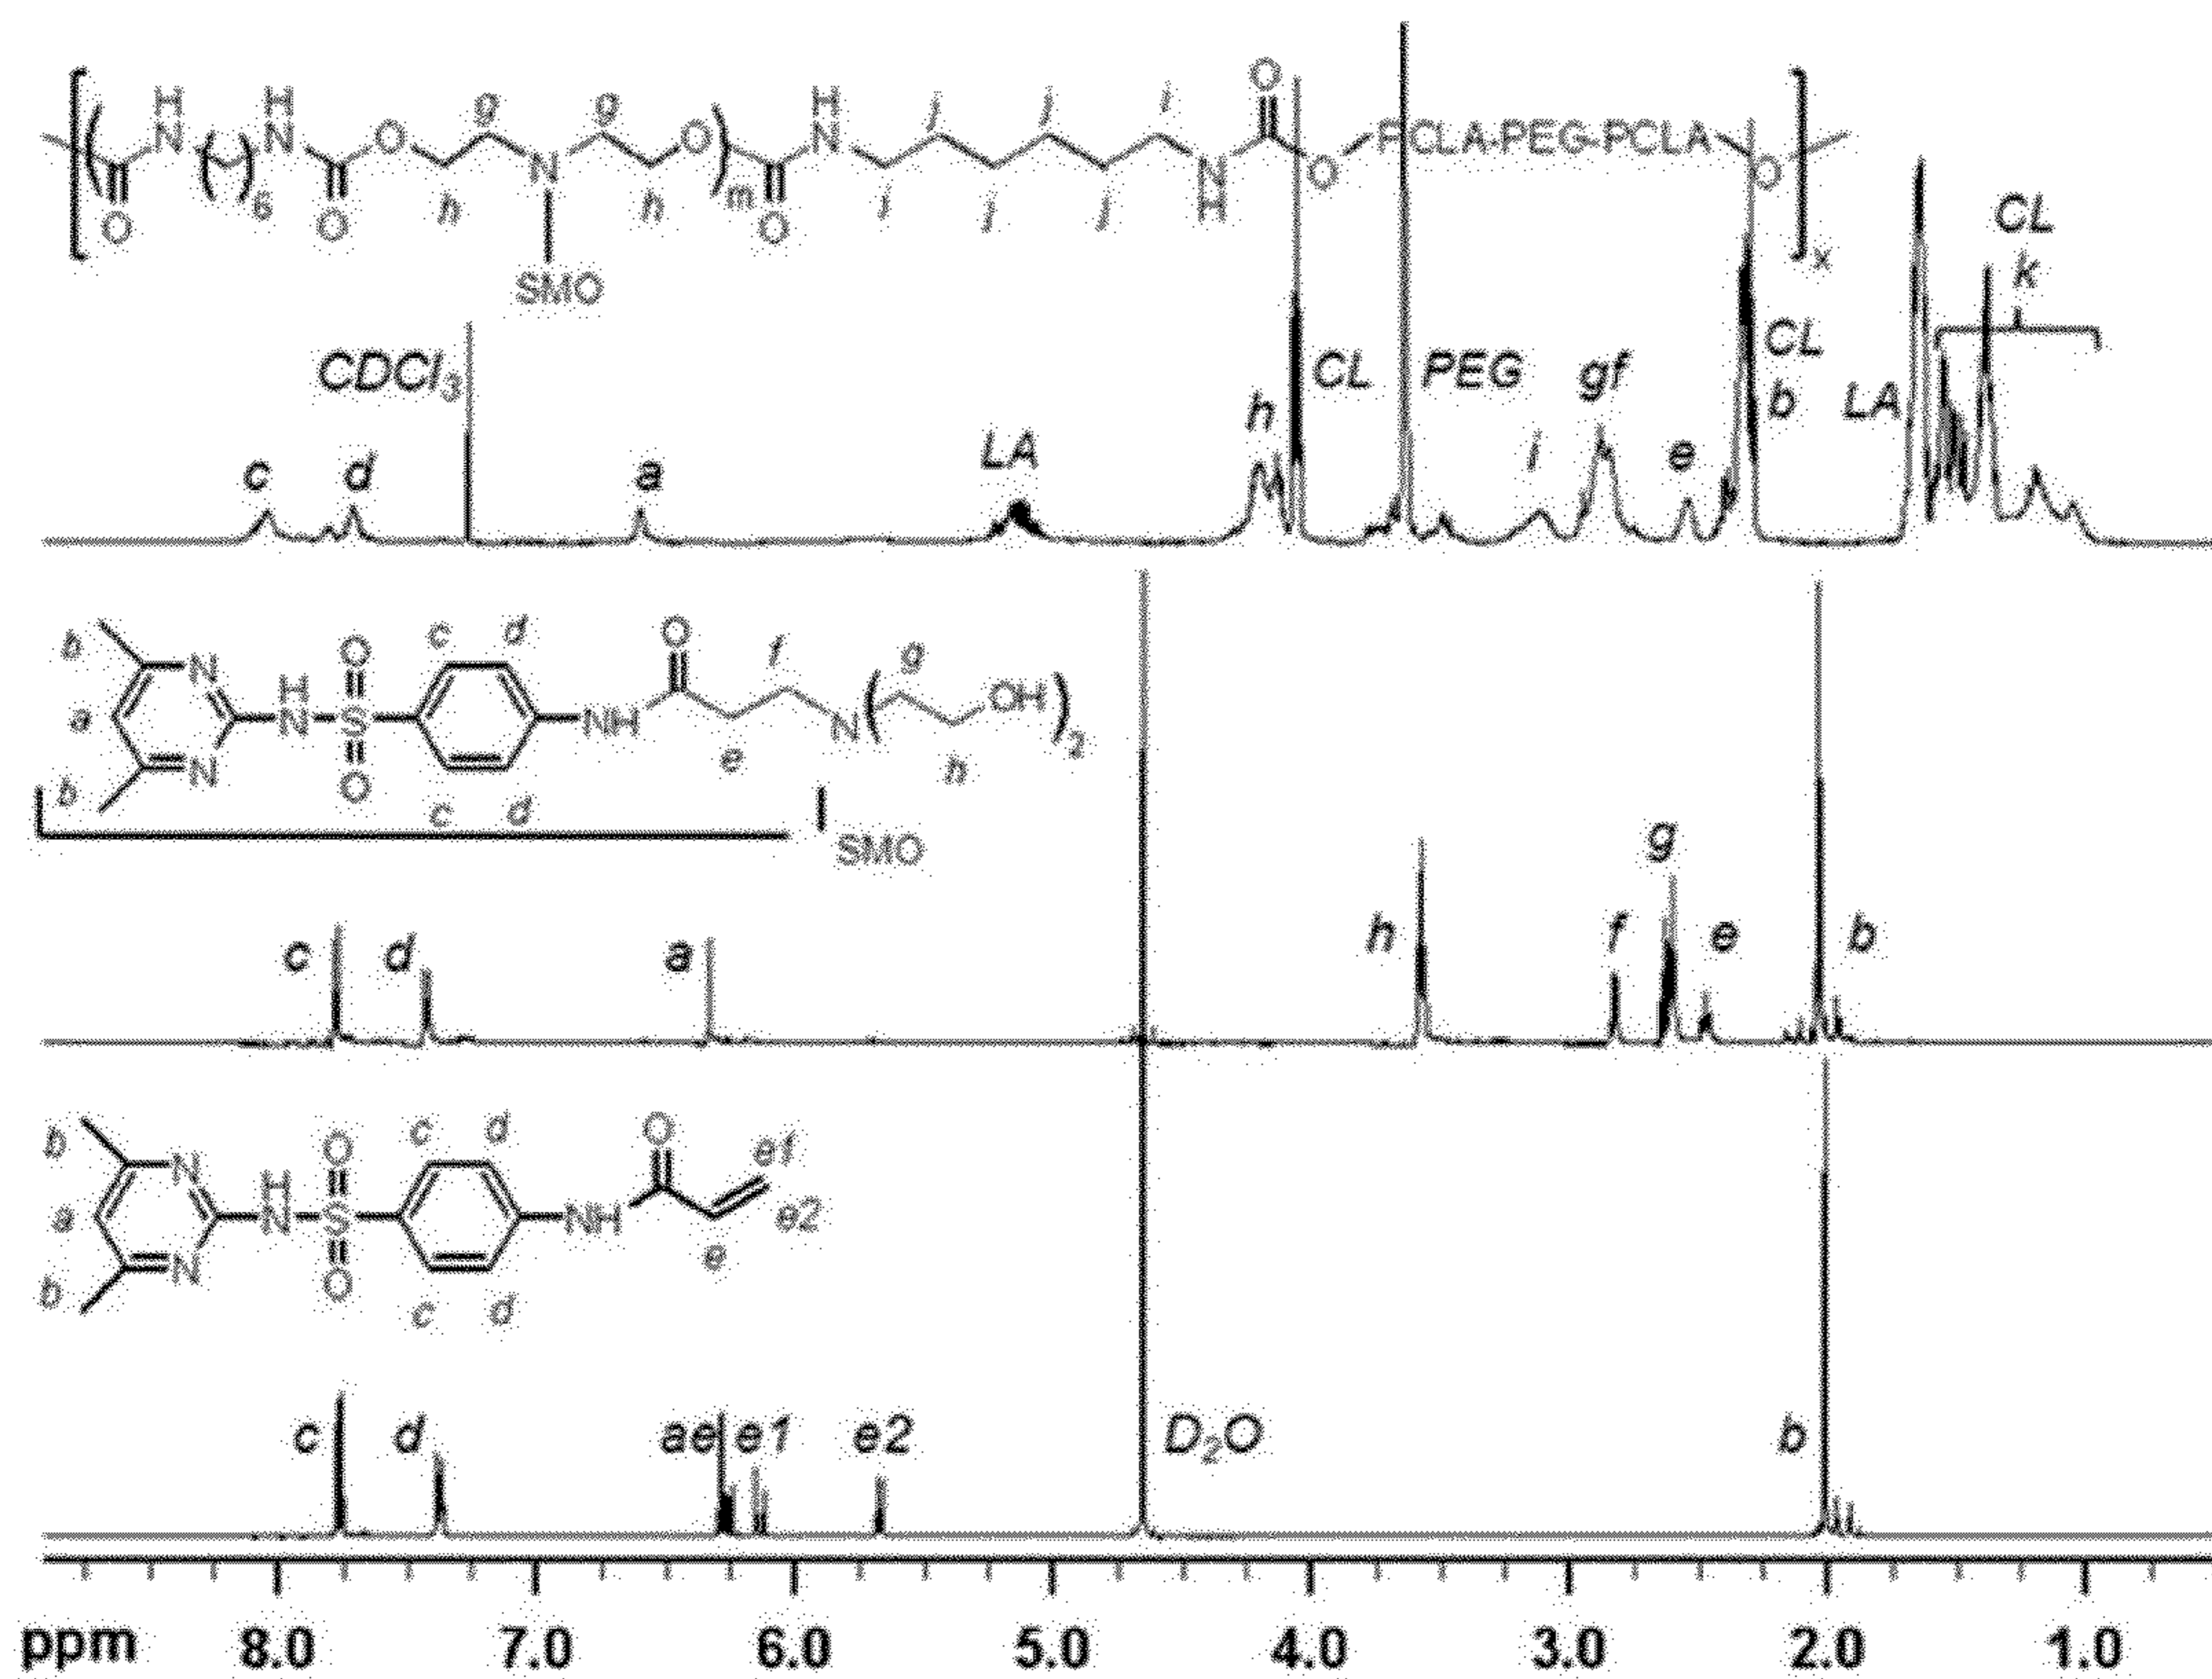 H H g g H j j i O
N N O O N PCLA-PEG-PCLA
( )6 N )m N O O
O O h h O i j j H x
SMO
CL
k
CDCl3 CL PEG gf CL
h b LA
c d a LA i e
b N O c d O f g
a H N S NH N ( OH )2
b N O c d e h
SMO
g
c d a h f e b
b N O c d O e1
a H N S NH e2
b N O c d e
c d ae e1 e2 D2O b
ppm 8.0 7.0 6.0 5.0 4.0 3.0 2.0 1.0